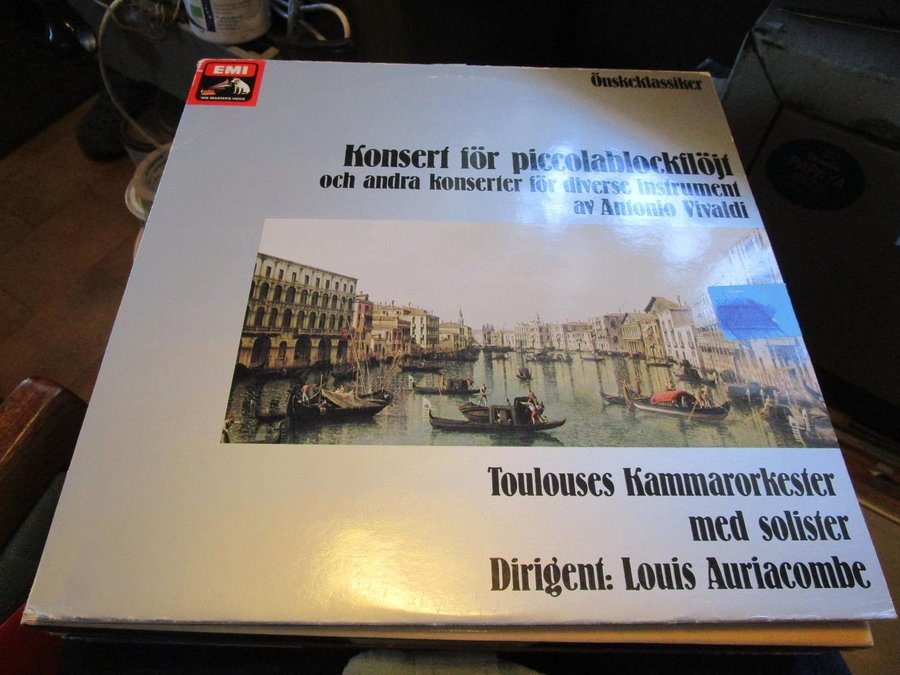 EMI
HIS MASTER'S VOICE
Önskeklassiker
Konsert för piccolablockflöjt
och andra konserter för diverse instrument
av Antonio Vivaldi
Toulouses Kammarorkester
med solister
Dirigent: Louis Auriacombe